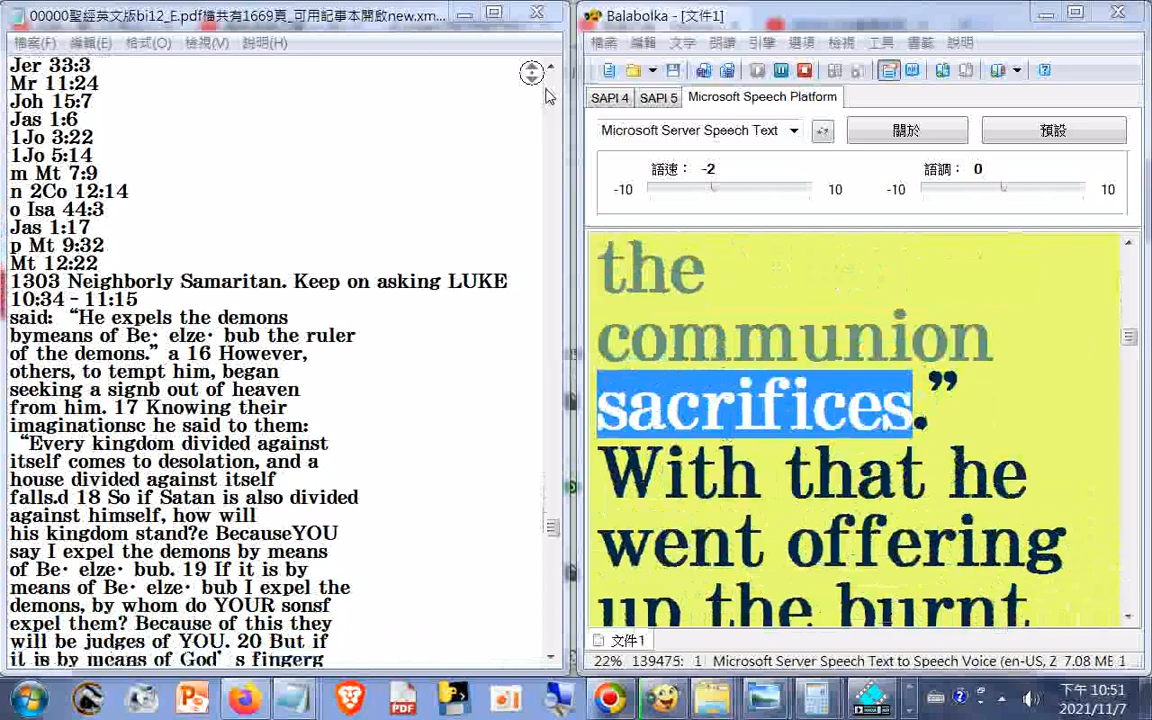 00000聖經英文版bi12_E.pdf檔共有1669頁_可用記事本開啟new.xm...
檔案(F) 編輯(E) 格式(O) 檢視(V) 說明(H)
Jer 33:3
Mr 11:24
Joh 15:7
Jas 1:6
1Jo 3:22
1Jo 5:14
m Mt 7:9
n 2Co 12:14
o Isa 44:3
Jas 1:17
p Mt 9:32
Mt 12:22
1303 Neighborly Samaritan. Keep on asking LUKE
10:34 - 11:15
said: “He expels the demons
bymeans of Be· elze· bub the ruler
of the demons.” a 16 However,
others, to tempt him, began
seeking a signb out of heaven
from him. 17 Knowing their
imaginationsc he said to them:
“Every kingdom divided against
itself comes to desolation, and a
house divided against itself
falls.d 18 So if Satan is also divided
against himself, how will
his kingdom stand?e BecauseYOU
say I expel the demons by means
of Be· elze· bub. 19 If it is by
means of Be· elze· bub I expel the
demons, by whom do YOUR sonsf
expel them? Because of this they
will be judges of YOU. 20 But if
it is by means of God’s fingerg
Balabolka - [文件1]
檔案 編輯 文字 朗讀 引擎 選項 檢視 工具 書籤 說明
SAPI 4 SAPI 5 Microsoft Speech Platform
Microsoft Server Speech Text 關於 預設
語速： -2 語調： 0
-10 10 -10 10
the
communion
sacrifices.”
With that he
went offering
up the burnt
文件1
22% 139475: 1 Microsoft Server Speech Text to Speech Voice (en-US, Z 7.08 ME 1
下午 10:51
2021/11/7